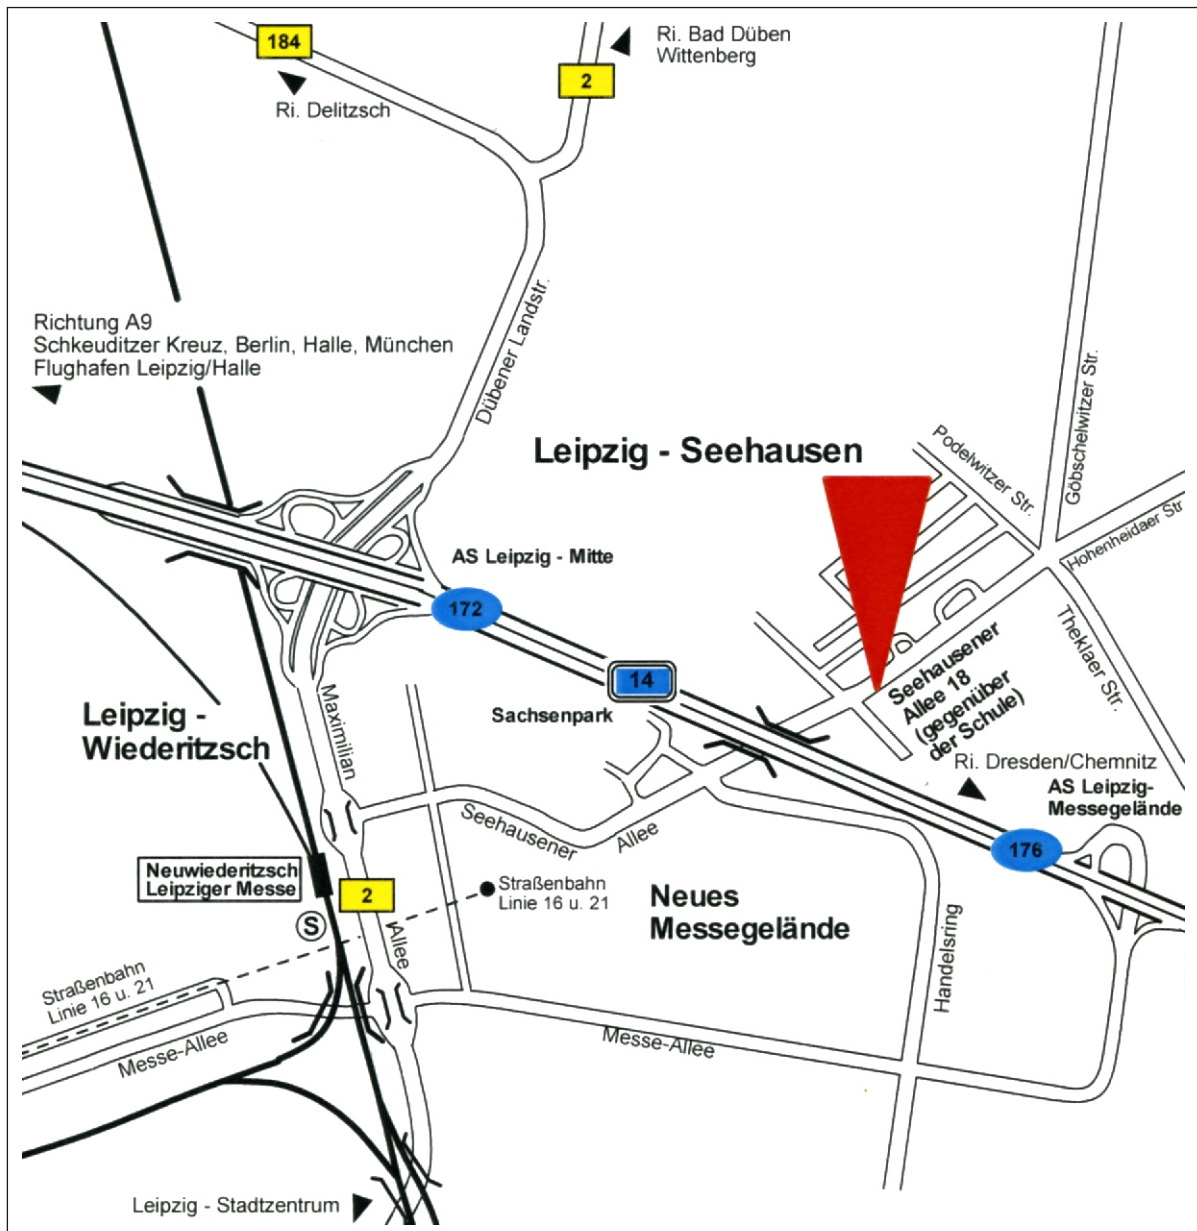 184
Ri. Delitzsch
2
Ri. Bad Düben
Wittenberg
Richtung A9
Schkeuditzer Kreuz, Berlin, Halle, München
Flughafen Leipzig/Halle
Dübener Landstr.
Leipzig - Seehausen
Podelwitzer Str.
Göbschelwitzer Str.
Hohenheidaer Str
Theklaer Str.
AS Leipzig - Mitte
172
14
Sachsenpark
Seehausener
Allee 18
(gegenüber
der Schule)
Ri. Dresden/Chemnitz
AS Leipzig-
Messegelände
176
Leipzig -
Wiederitzsch
Maximilian
Allee
Seehausener
Allee
Neuwiederitzsch
Leipziger Messe
2
S
Straßenbahn
Linie 16 u. 21
Neues
Messegelände
Handelsring
Straßenbahn
Linie 16 u. 21
Messe-Allee
Messe-Allee
Leipzig - Stadtzentrum